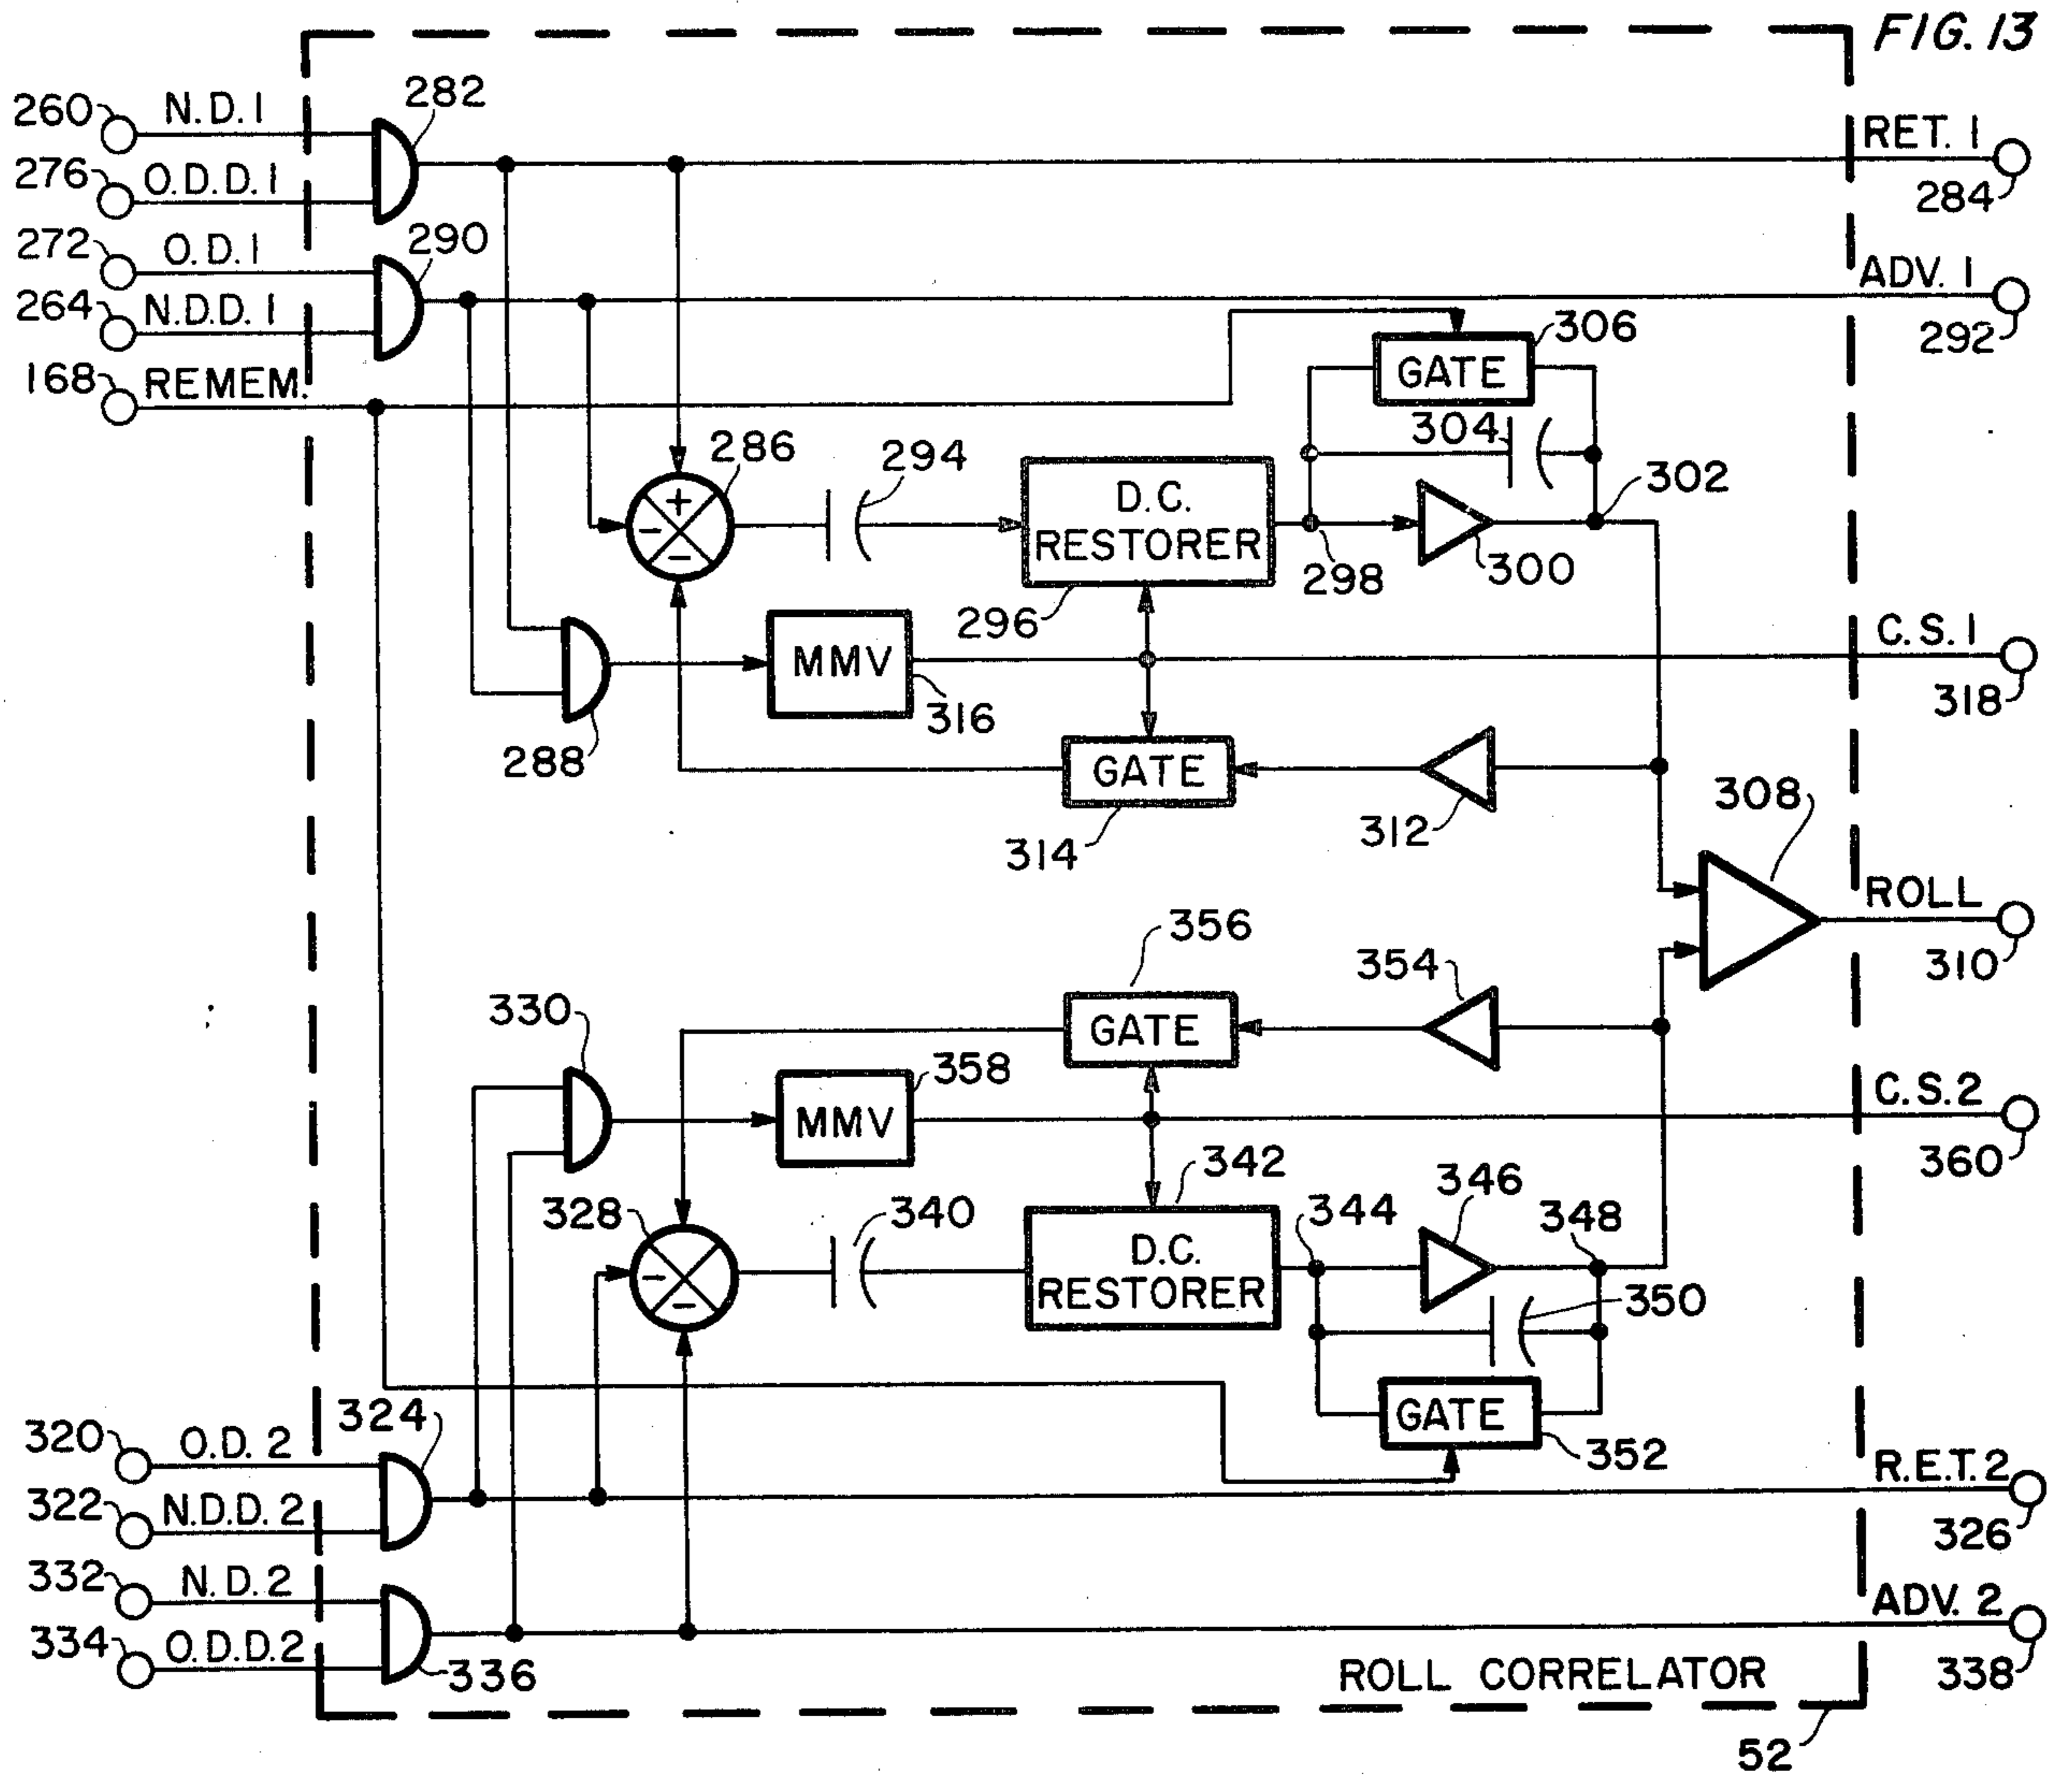 FIG. 13
260 N.D. 1
282
RET. 1
276 O.D.D. 1
284
272 O.D. 1
290
ADV. 1
264 N.D.D. 1
306
292
168 REMEM.
GATE
304
286
294
302
+
-
-
D.C.
RESTORER
298
300
296
C.S. 1
MMV
316
318
288
GATE
308
314
312
ROLL
356
354
310
330
GATE
358
C.S. 2
MMV
342
346
360
328
340
344
348
-
-
D.C.
RESTORER
350
GATE
324
352
320 O.D. 2
R.E.T. 2
322 N.D.D. 2
326
332 N.D. 2
ADV. 2
334 O.D.D. 2
336
ROLL CORRELATOR
338
52